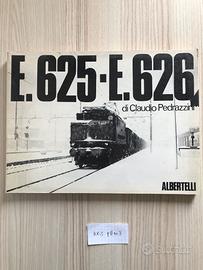 E.625-E.626
di Claudio Pedrazzini
ALBERTELLI